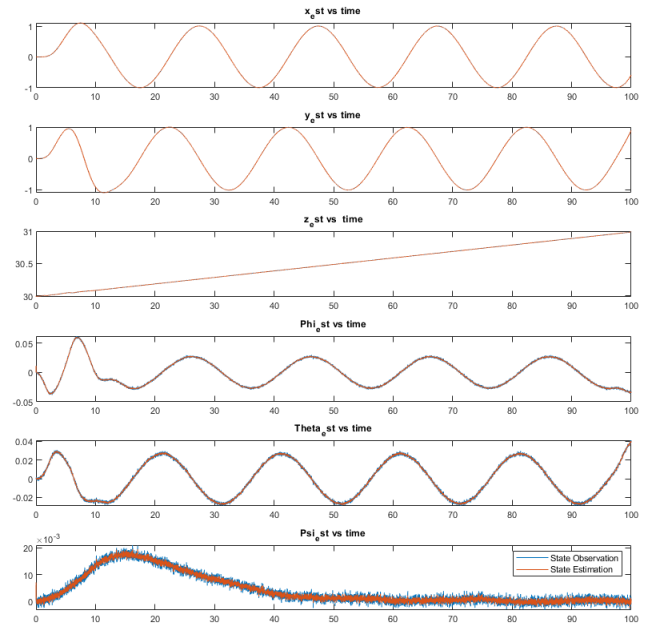 x_est vs time
1
0
-1
0 10 20 30 40 50 60 70 80 90 100
y_est vs time
1
0
-1
0 10 20 30 40 50 60 70 80 90 100
z_est vs time
31
30.5
30
0 10 20 30 40 50 60 70 80 90 100
Phi_est vs time
0.05
0
-0.05
0 10 20 30 40 50 60 70 80 90 100
Theta_est vs time
0.04
0.02
0
-0.02
0 10 20 30 40 50 60 70 80 90 100
Psi_est vs time
×10^-3
20
10
0
State Observation
State Estimation
0 10 20 30 40 50 60 70 80 90 100